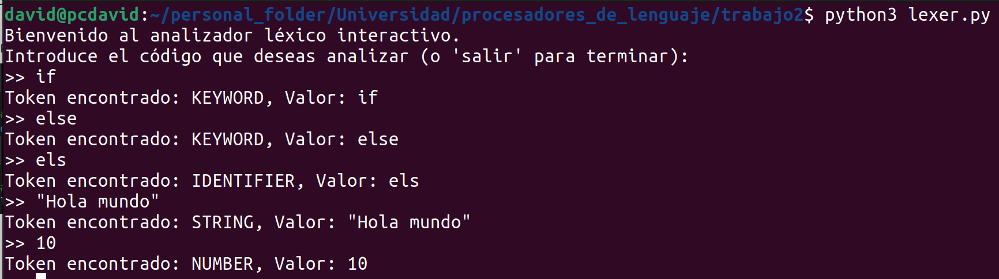 david@pcdavid:~/personal_folder/Universidad/procesadores_de_lenguaje/trabajo2$ python3 lexer.py
Bienvenido al analizador léxico interactivo.
Introduce el código que deseas analizar (o 'salir' para terminar):
>> if
Token encontrado: KEYWORD, Valor: if
>> else
Token encontrado: KEYWORD, Valor: else
>> els
Token encontrado: IDENTIFIER, Valor: els
>> "Hola mundo"
Token encontrado: STRING, Valor: "Hola mundo"
>> 10
Token encontrado: NUMBER, Valor: 10